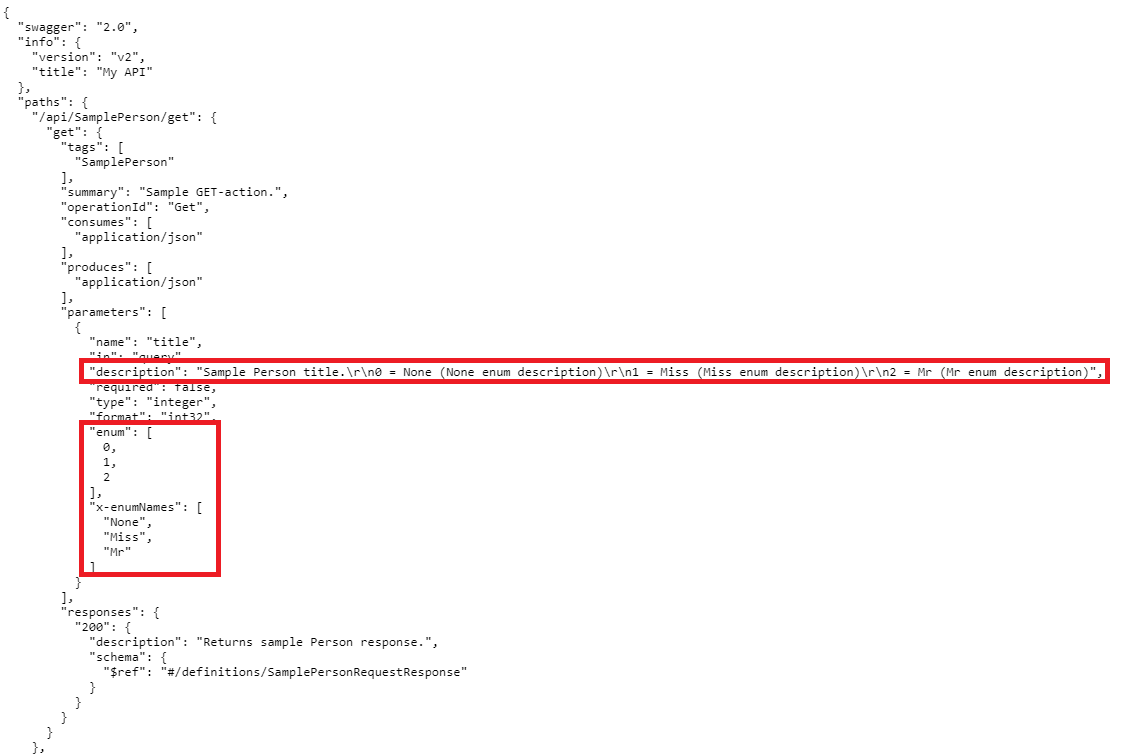 {
  "swagger": "2.0",
  "info": {
    "version": "v2",
    "title": "My API"
  },
  "paths": {
    "/api/SamplePerson/get": {
      "get": {
        "tags": [
          "SamplePerson"
        ],
        "summary": "Sample GET-action.",
        "operationId": "Get",
        "consumes": [
          "application/json"
        ],
        "produces": [
          "application/json"
        ],
        "parameters": [
          {
            "name": "title",
            "in": "query"
            "description": "Sample Person title.\r\n0 = None (None enum description)\r\n1 = Miss (Miss enum description)\r\n2 = Mr (Mr enum description)",
            "required": false,
            "type": "integer",
            "format": "int32",
            "enum": [
              0,
              1,
              2
            ],
            "x-enumNames": [
              "None",
              "Miss",
              "Mr"
            ]
          }
        ],
        "responses": {
          "200": {
            "description": "Returns sample Person response.",
            "schema": {
              "$ref": "#/definitions/SamplePersonRequestResponse"
            }
          }
        }
      }
    },